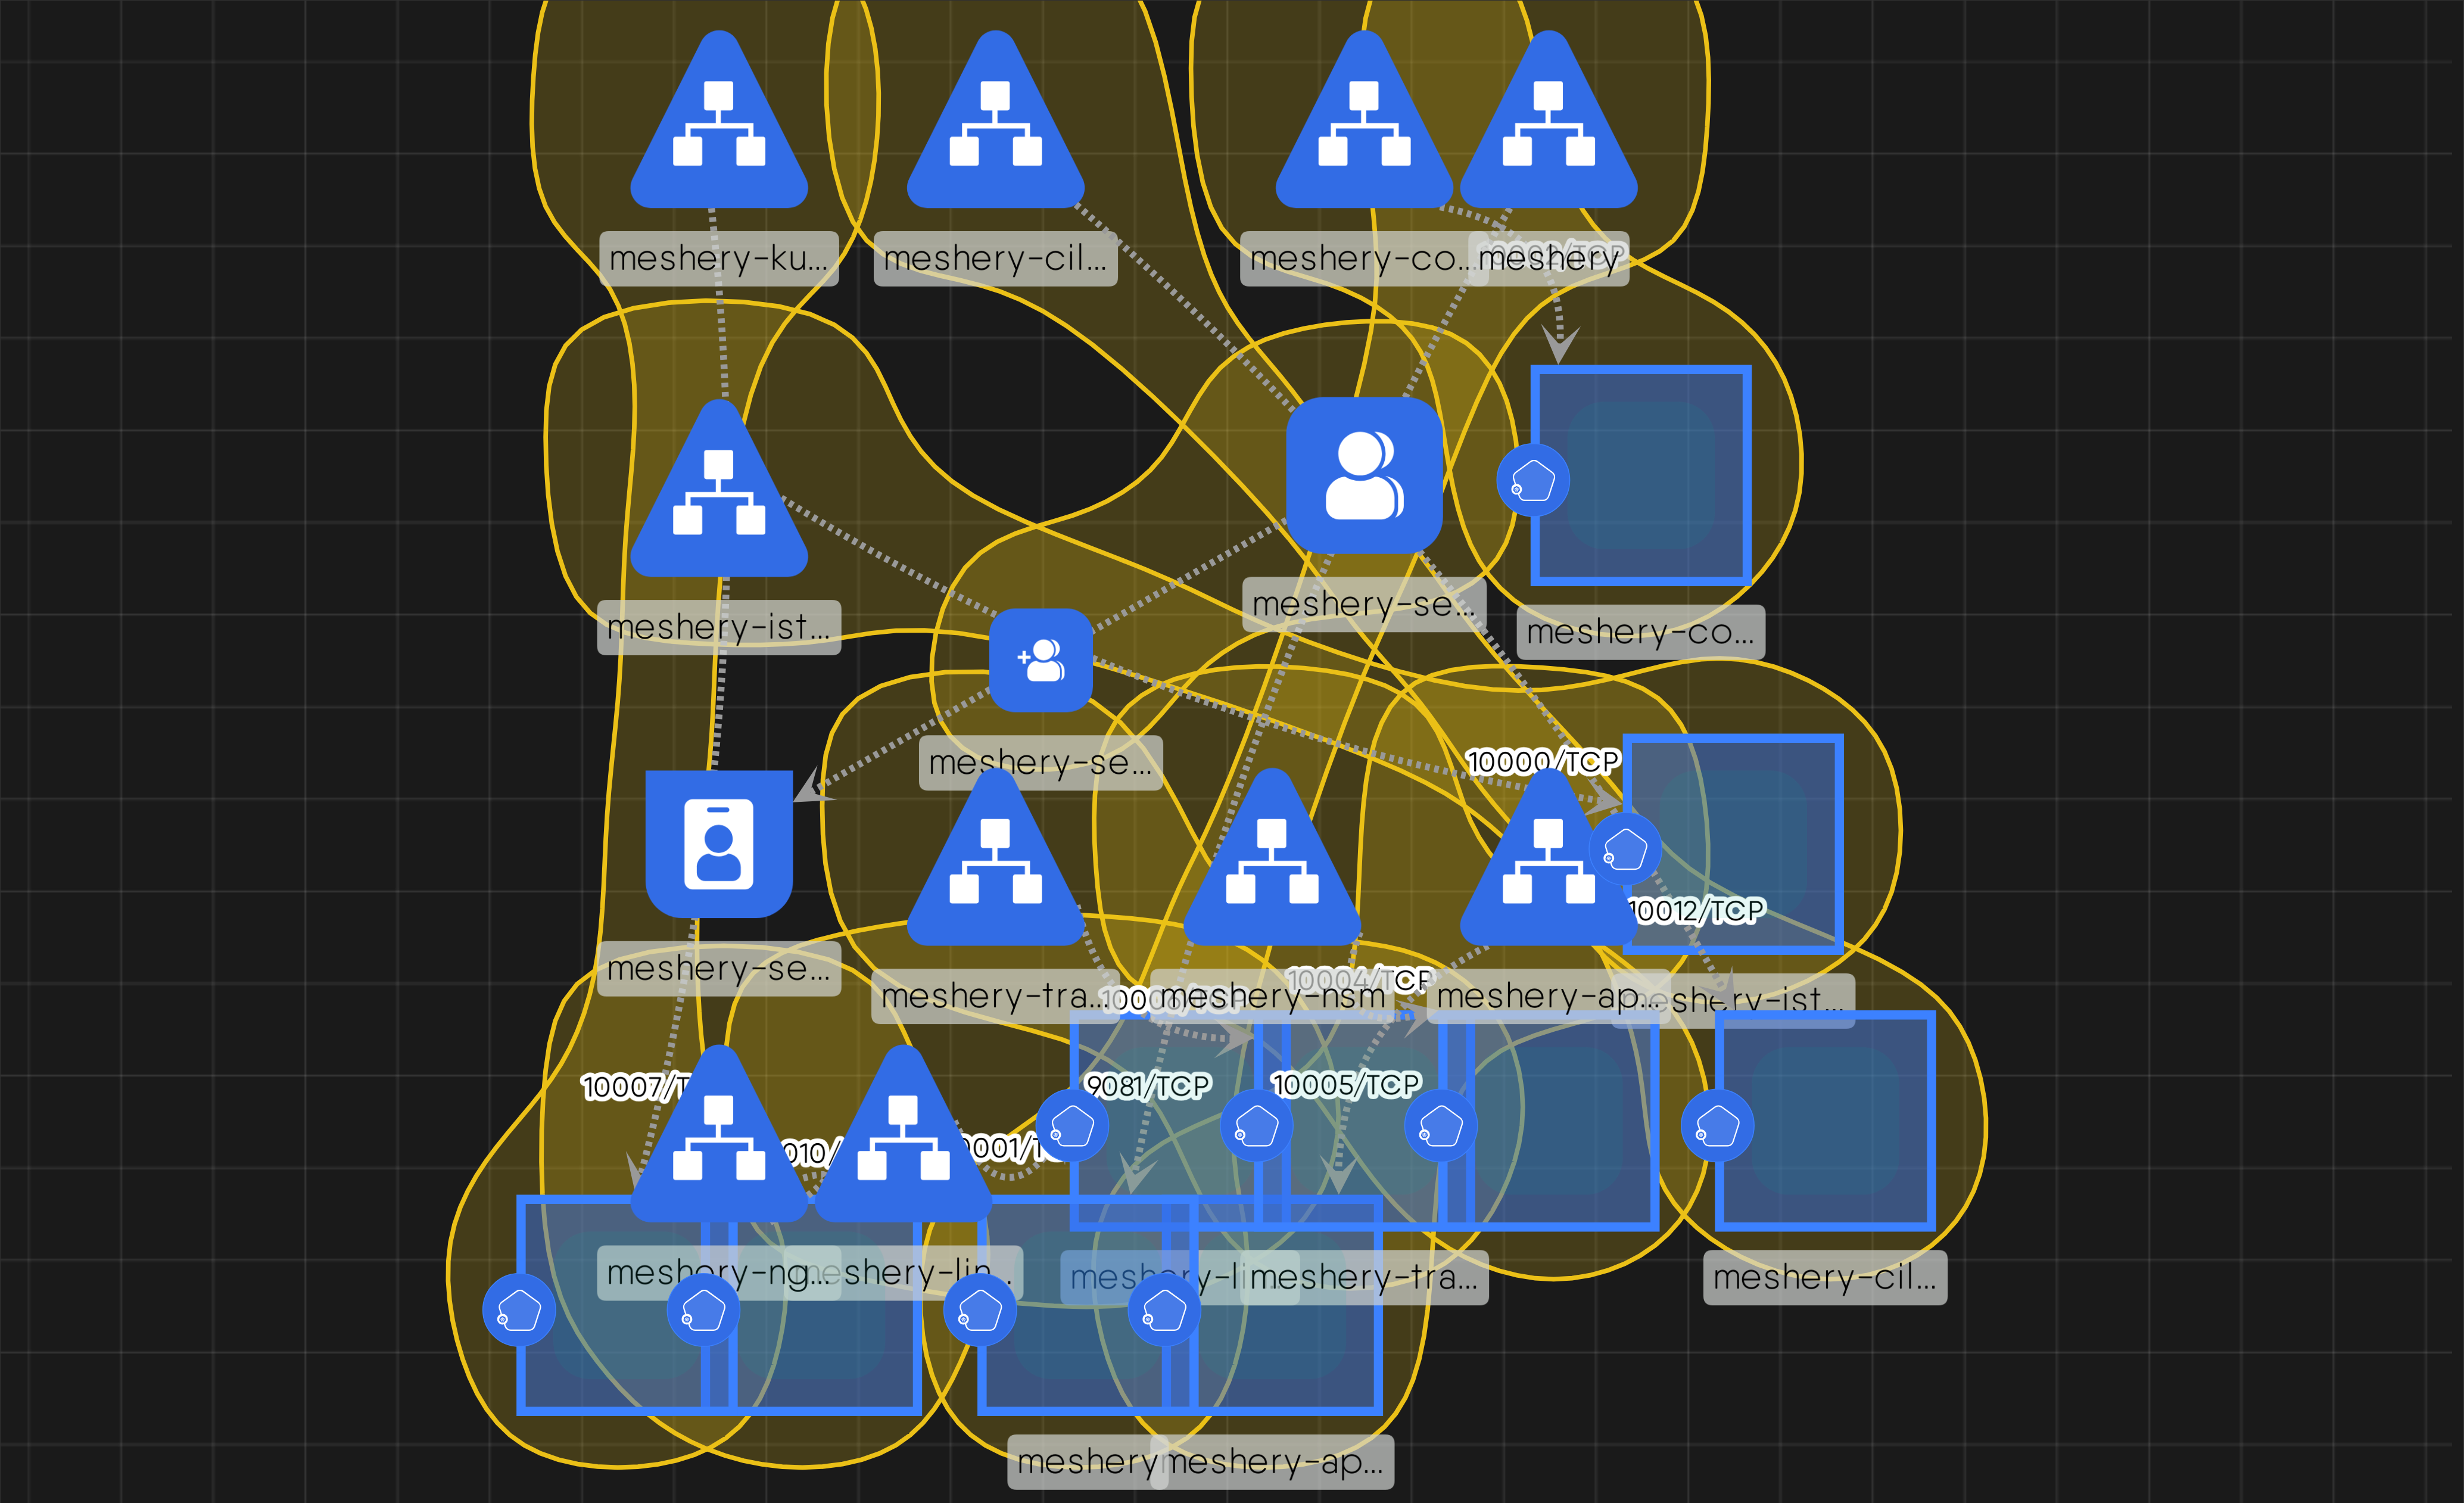 meshery-ku...
meshery-cil...
meshery-co...
meshery
meshery-ist...
meshery-se...
meshery-co...
meshery-se...
10000/TCP
10012/TCP
meshery-se...
meshery-tra...
meshery-nsm
10004/TCP
meshery-ap...
meshery-ist...
10007/T
9081/TCP
10005/TCP
010/
0001/T
meshery-ng...
meshery-lin...
meshery-li
meshery-tra...
meshery-cil...
meshery
meshery-ap...